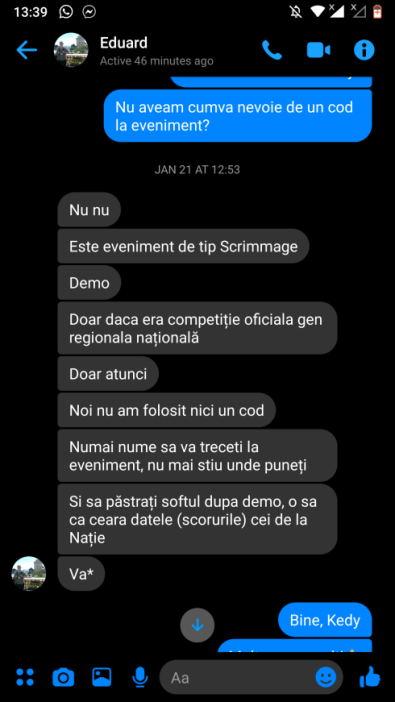 13:39
Eduard
Active 46 minutes ago
Nu aveam cumva nevoie de un cod
la eveniment?
JAN 21 AT 12:53
Nu nu
Este eveniment de tip Scrimmage
Demo
Doar daca era competiție oficiala gen
regionala națională
Doar atunci
Noi nu am folosit nici un cod
Numai nume sa va treceti la
eveniment, nu mai stiu unde puneți
Si sa păstrați softul dupa demo, o sa
ca ceara datele (scorurile) cei de la
Nație
Va*
Bine, Kedy
Aa